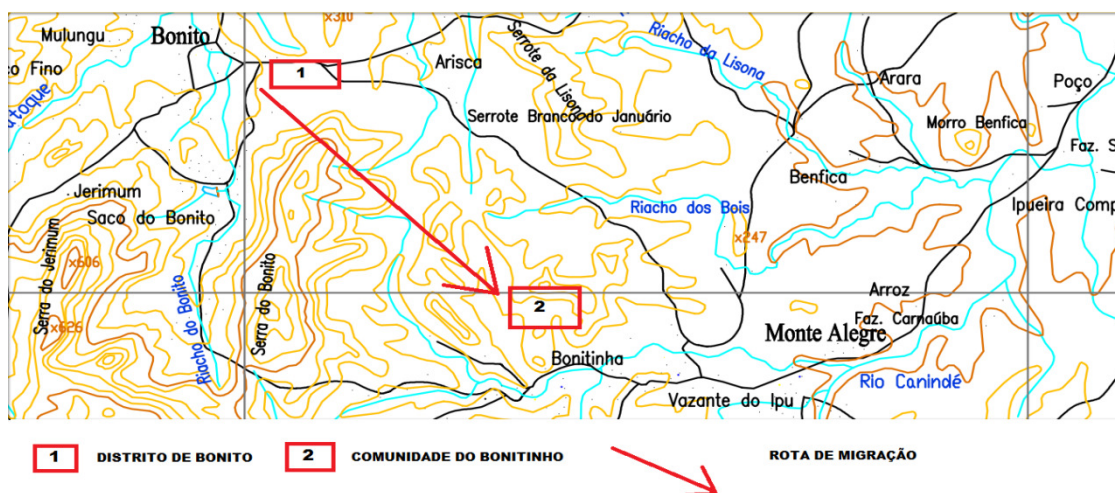 x310
Mulungu
Bonito
co Fino
Arisca
Serrote da Lisona
Riacho da Lisona
1
Arara
Poço
Serrote Branco do Januário
Morro Benfica
Faz. S
Benfica
Jerimum
Saco do Bonito
Riacho dos Bois
Ipueira Comp
x247
x606
Serra do Jerimum
Riacho do Bonito
Serra do Bonito
2
Arroz
Faz. Carnaúba
x626
Monte Alegre
Bonitinha
Rio Canindé
Vazante do Ipu
1 DISTRITO DE BONITO 2 COMUNIDADE DO BONITINHO ROTA DE MIGRAÇÃO